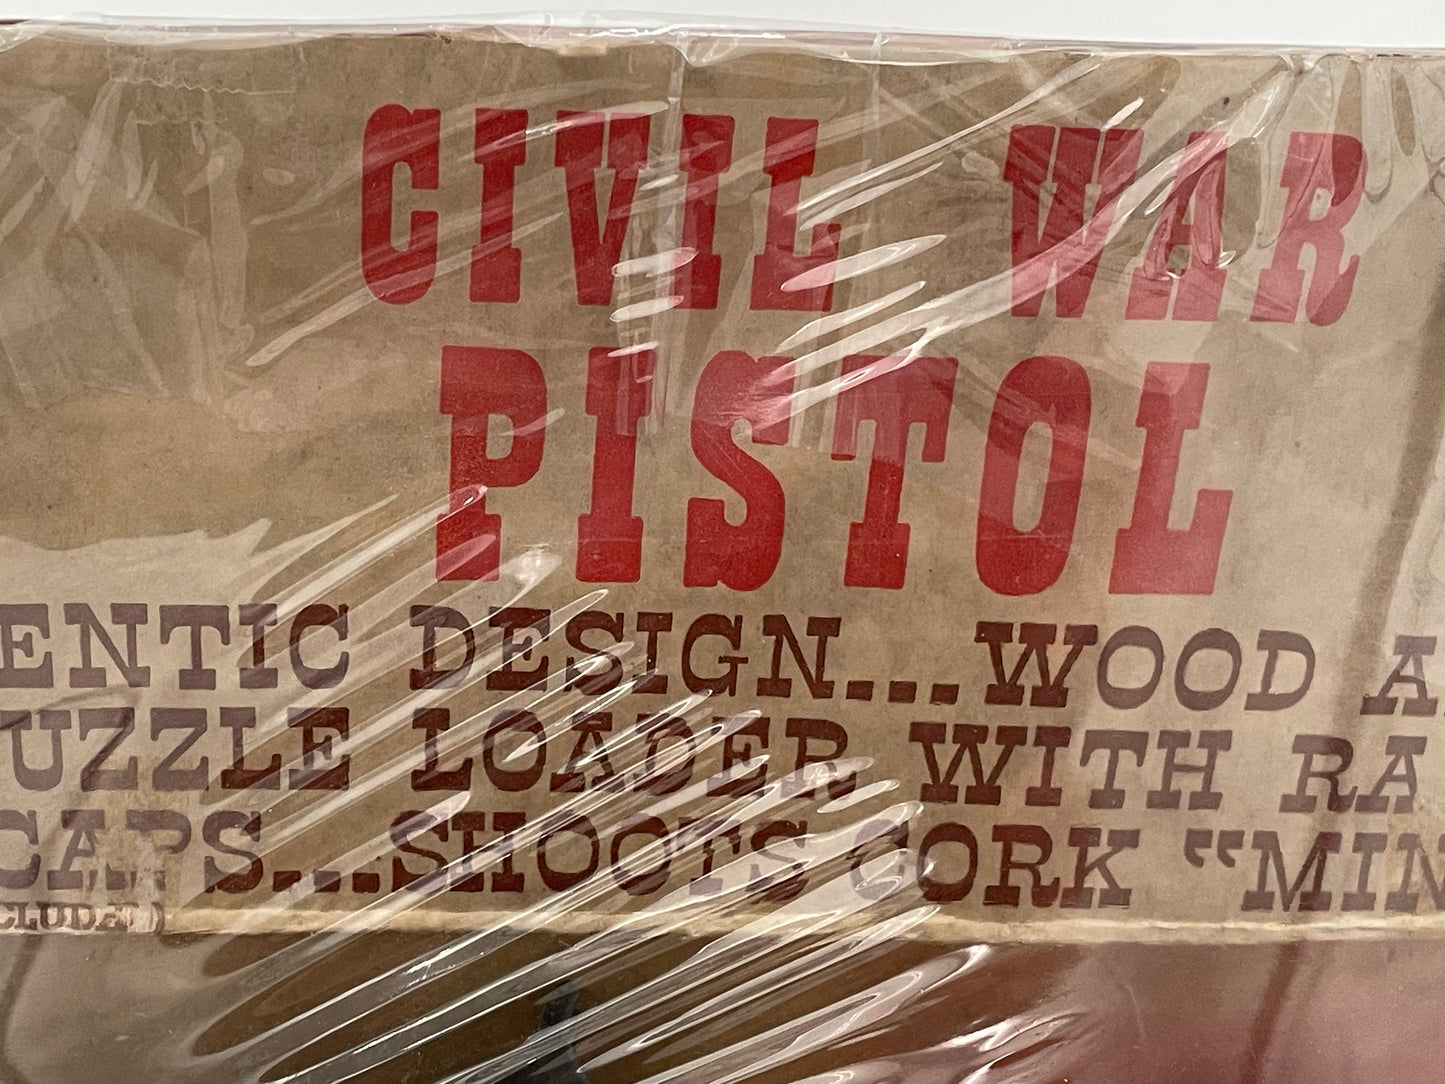 CIVIL WAR
PISTOL
ENTIC DESIGN...WOOD A
UZZLE LOADER WITH RA
CAPS...SHOOTS CORK "MIN
CLUDED)